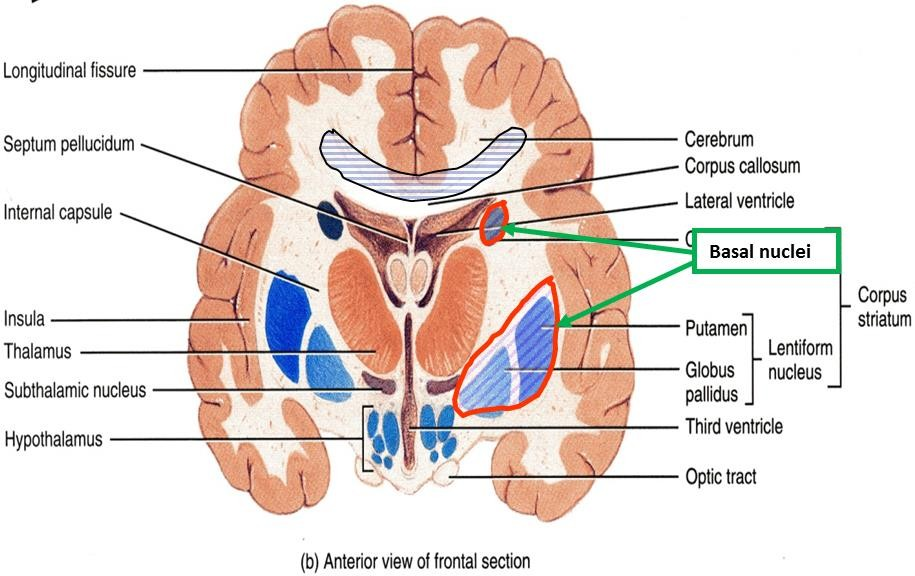 Longitudinal fissure
Septum pellucidum
Internal capsule
Insula
Thalamus
Subthalamic nucleus
Hypothalamus
Cerebrum
Corpus callosum
Lateral ventricle
Basal nuclei
Putamen
Globus
pallidus
Lentiform
nucleus
Corpus
striatum
Third ventricle
Optic tract
(b) Anterior view of frontal section